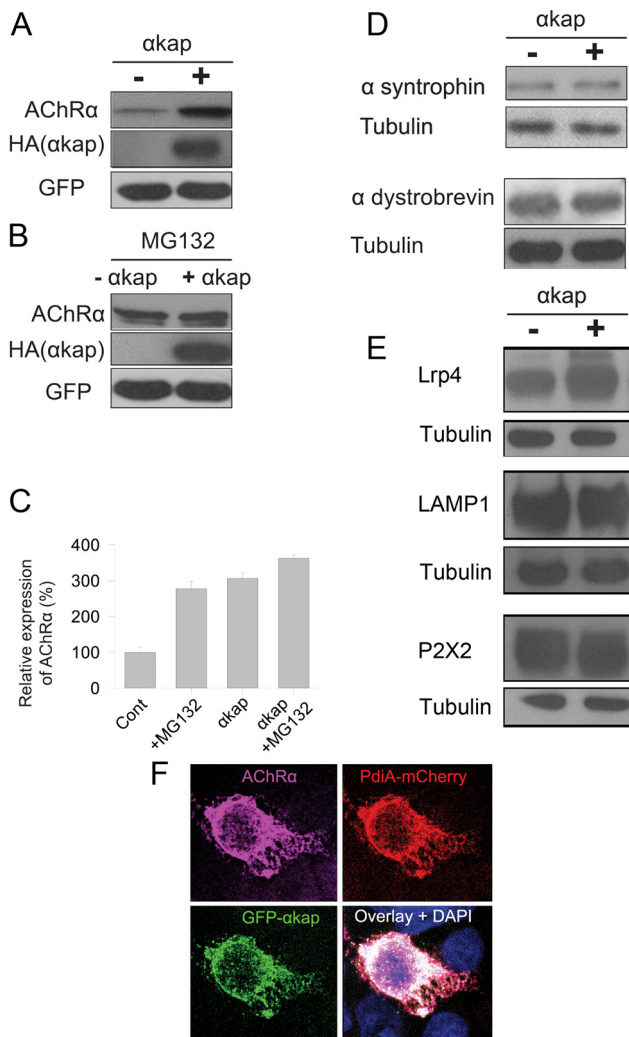 A
αkap
- +
AChRα
HA(αkap)
GFP
B
MG132
- αkap + αkap
AChRα
HA(αkap)
GFP
C
Relative expression
of AChRα (%)
400
300
200
100
0
Cont
+MG132
αkap
αkap
+MG132
D
αkap
- +
α syntrophin
Tubulin
α dystrobrevin
Tubulin
E
αkap
- +
Lrp4
Tubulin
LAMP1
Tubulin
P2X2
Tubulin
F
AChRα
PdiA-mCherry
GFP-αkap
Overlay + DAPI